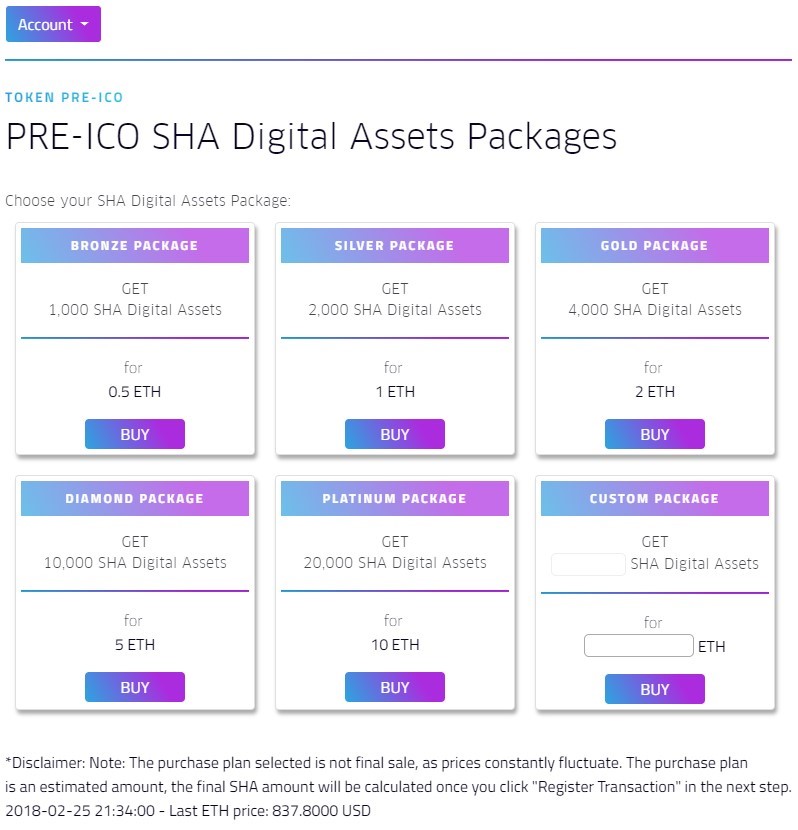 Account
TOKEN PRE-ICO
PRE-ICO SHA Digital Assets Packages
Choose your SHA Digital Assets Package:
BRONZE PACKAGE
GET
1,000 SHA Digital Assets
for
0.5 ETH
BUY
SILVER PACKAGE
GET
2,000 SHA Digital Assets
for
1 ETH
BUY
GOLD PACKAGE
GET
4,000 SHA Digital Assets
for
2 ETH
BUY
DIAMOND PACKAGE
GET
10,000 SHA Digital Assets
for
5 ETH
BUY
PLATINUM PACKAGE
GET
20,000 SHA Digital Assets
for
10 ETH
BUY
CUSTOM PACKAGE
GET
SHA Digital Assets
for
ETH
BUY
*Disclaimer: Note: The purchase plan selected is not final sale, as prices constantly fluctuate. The purchase plan
is an estimated amount, the final SHA amount will be calculated once you click "Register Transaction" in the next step.
2018-02-25 21:34:00 - Last ETH price: 837.8000 USD